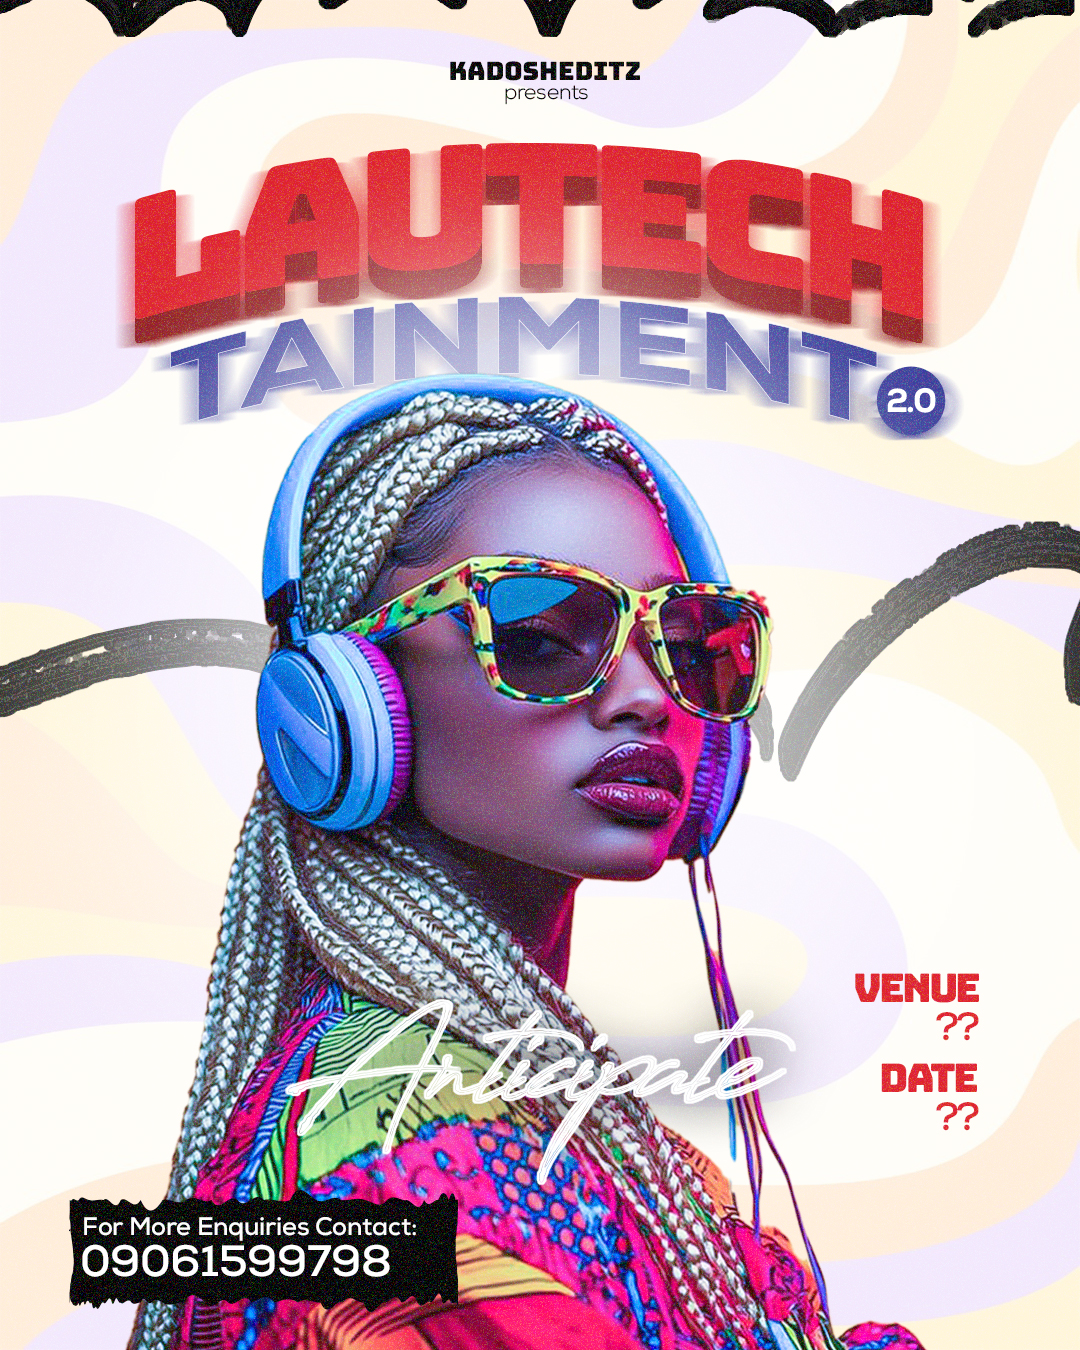 KADOSHEDITZ
presents
LAUTECH
TAINMENT
2.0
Anticipate
VENUE
??
DATE
??
For More Enquiries Contact:
09061599798